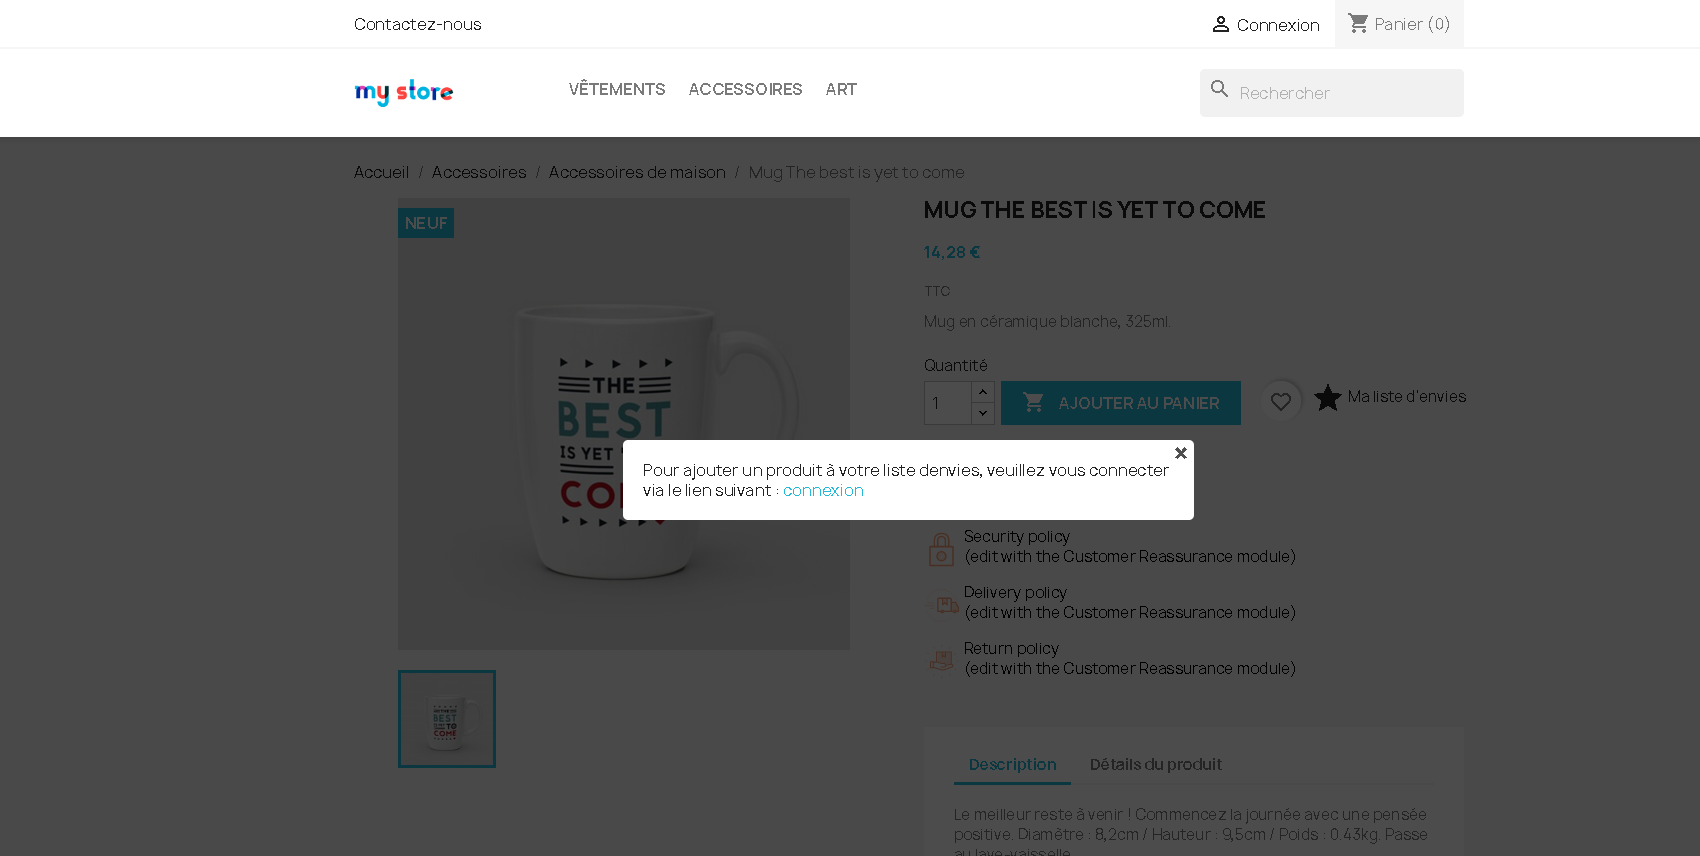 Contactez-nous
Connexion
Panier (0)
my store
VÊTEMENTS ACCESSOIRES ART
Rechercher
Accueil / Accessoires / Accessoires de maison / Mug The best is yet to come
NEUF
THE
BEST
IS YET
MUG THE BEST IS YET TO COME
14,28 €
TTC
Mug en céramique blanche, 325ml.
Quantité
1
AJOUTER AU PANIER
Ma liste d'envies
Pour ajouter un produit à votre liste denvies, veuillez vous connecter
via le lien suivant : connexion
Security policy
(edit with the Customer Reassurance module)
Delivery policy
(edit with the Customer Reassurance module)
Return policy
(edit with the Customer Reassurance module)
BEST
COME
Description Détails du produit
Le meilleur reste à venir ! Commencez la journée avec une pensée
positive. Diamètre : 8,2cm / Hauteur : 9,5cm / Poids : 0.43kg. Passe
au lave-vaisselle.